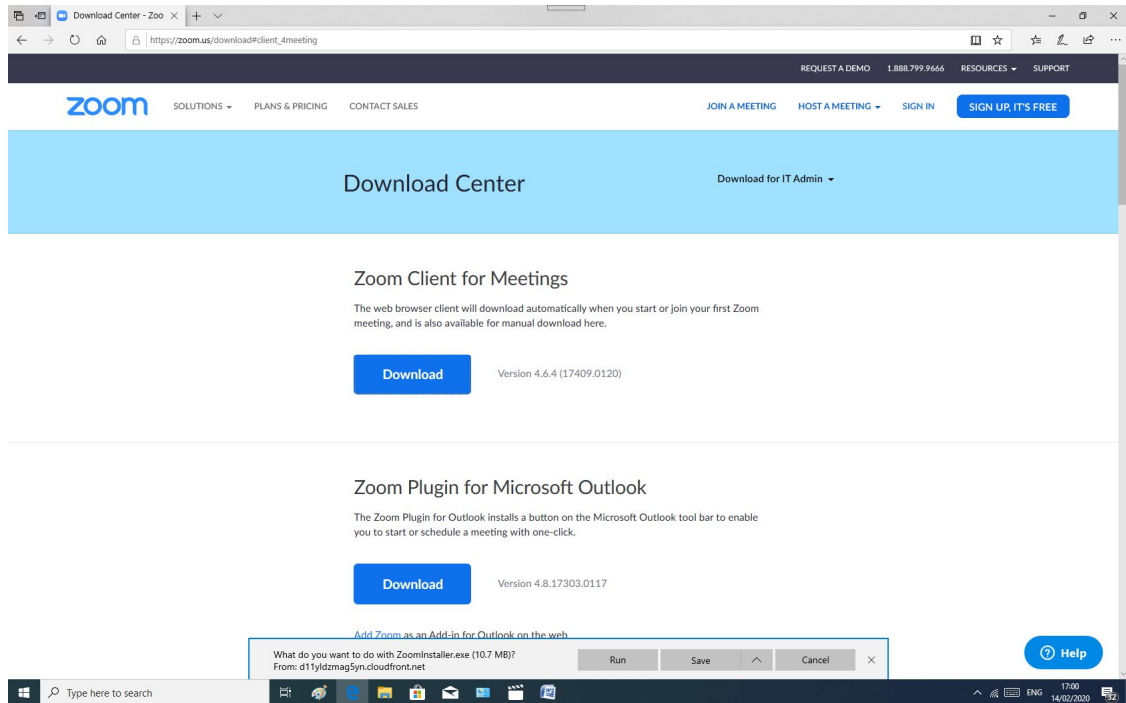 Download Center - Zoo
https://zoom.us/download#client_4meeting
REQUEST A DEMO 1.888.799.9666 RESOURCES SUPPORT
zoom SOLUTIONS PLANS & PRICING CONTACT SALES JOIN A MEETING HOST A MEETING SIGN IN SIGN UP, IT'S FREE
Download Center Download for IT Admin
Zoom Client for Meetings
The web browser client will download automatically when you start or join your first Zoom
meeting, and is also available for manual download here.
Download Version 4.6.4 (17409.0120)
Zoom Plugin for Microsoft Outlook
The Zoom Plugin for Outlook installs a button on the Microsoft Outlook tool bar to enable
you to start or schedule a meeting with one-click.
Download Version 4.8.17303.0117
Add Zoom as an Add-in for Outlook on the web
What do you want to do with ZoomInstaller.exe (10.7 MB)?
From: d11yldzmag5yn.cloudfront.net
Run Save Cancel
Help
Type here to search ENG 17:00
14/02/2020 32